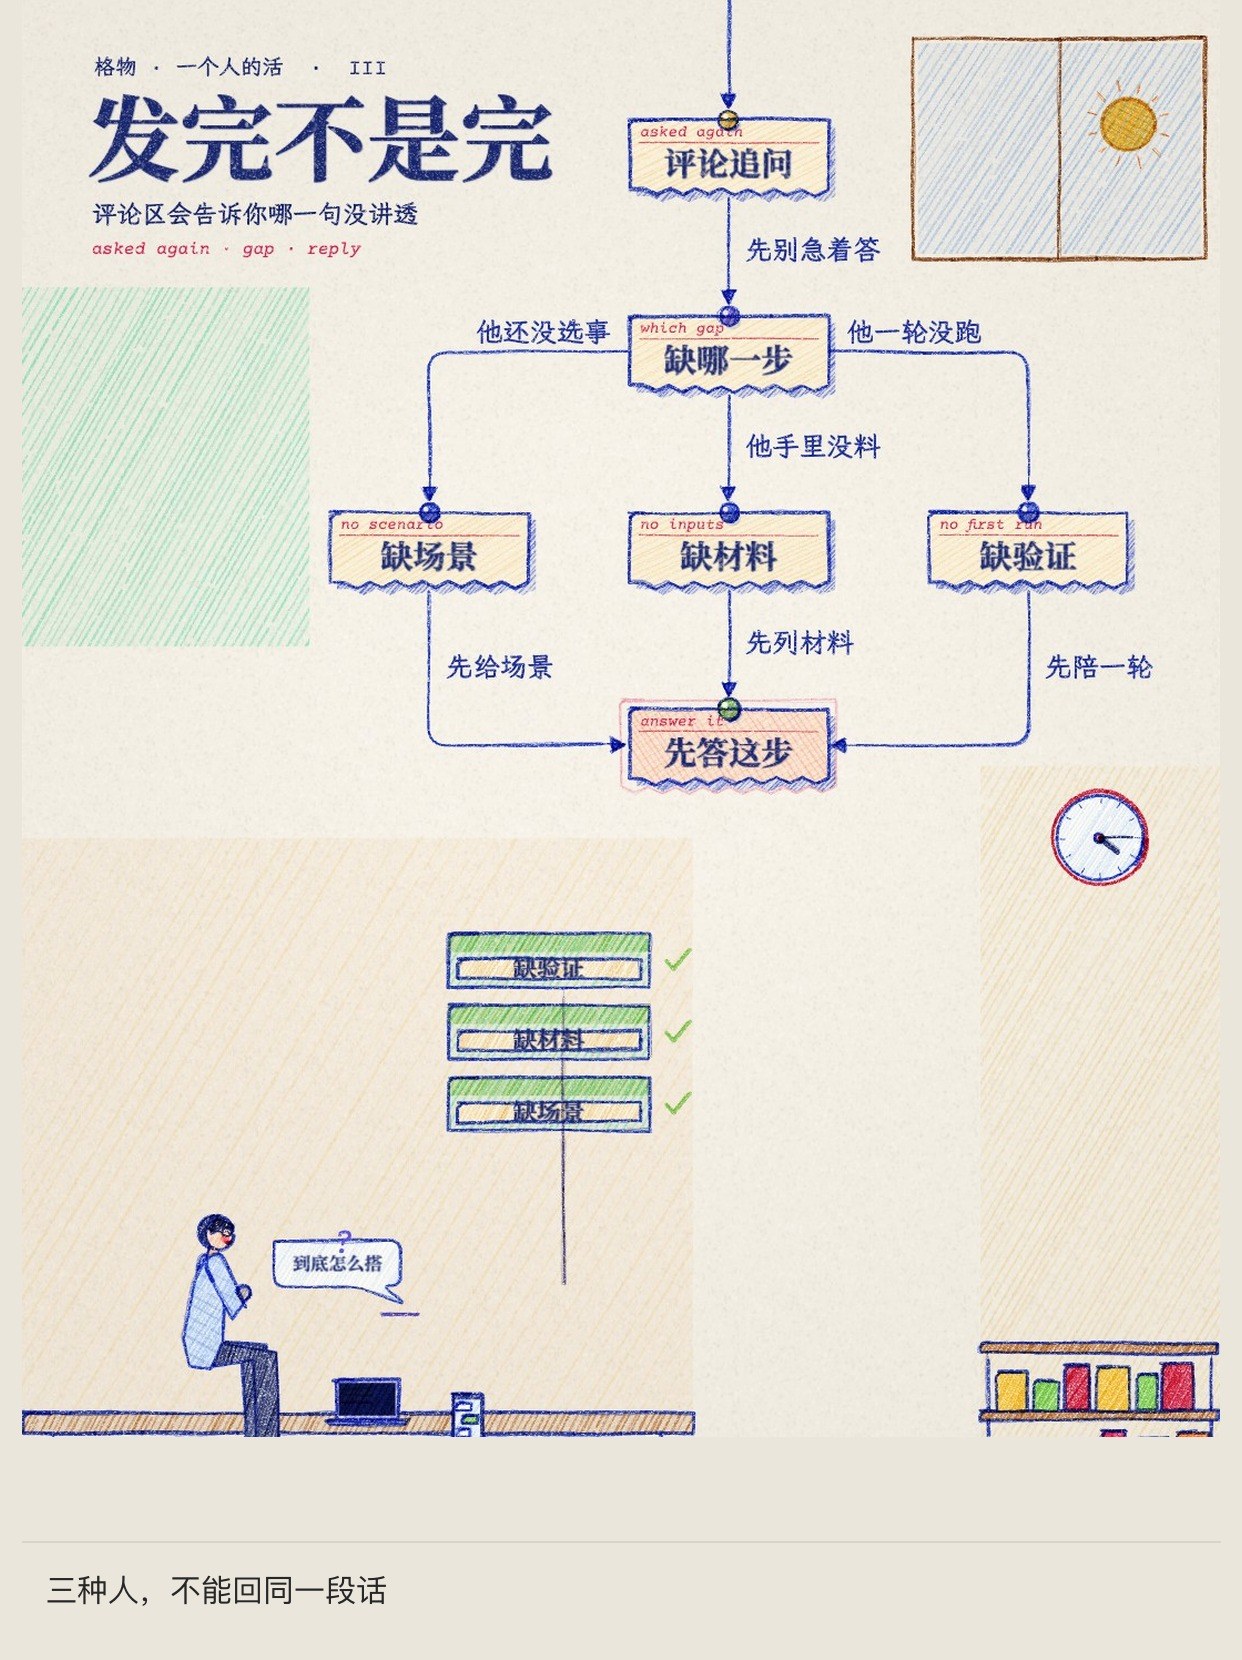 格物 · 一个人的活 · III
发完不是完
评论区会告诉你哪一句没讲透
asked again · gap · reply
asked again
评论追问
先别急着答
他还没选事
which gap
缺哪一步
他一轮没跑
他手里没料
no scenario
缺场景
no inputs
缺材料
no first run
缺验证
先给场景
先列材料
先陪一轮
answer it
先答这步
缺验证
缺材料
缺场景
?
到底怎么搭
三种人，不能回同一段话